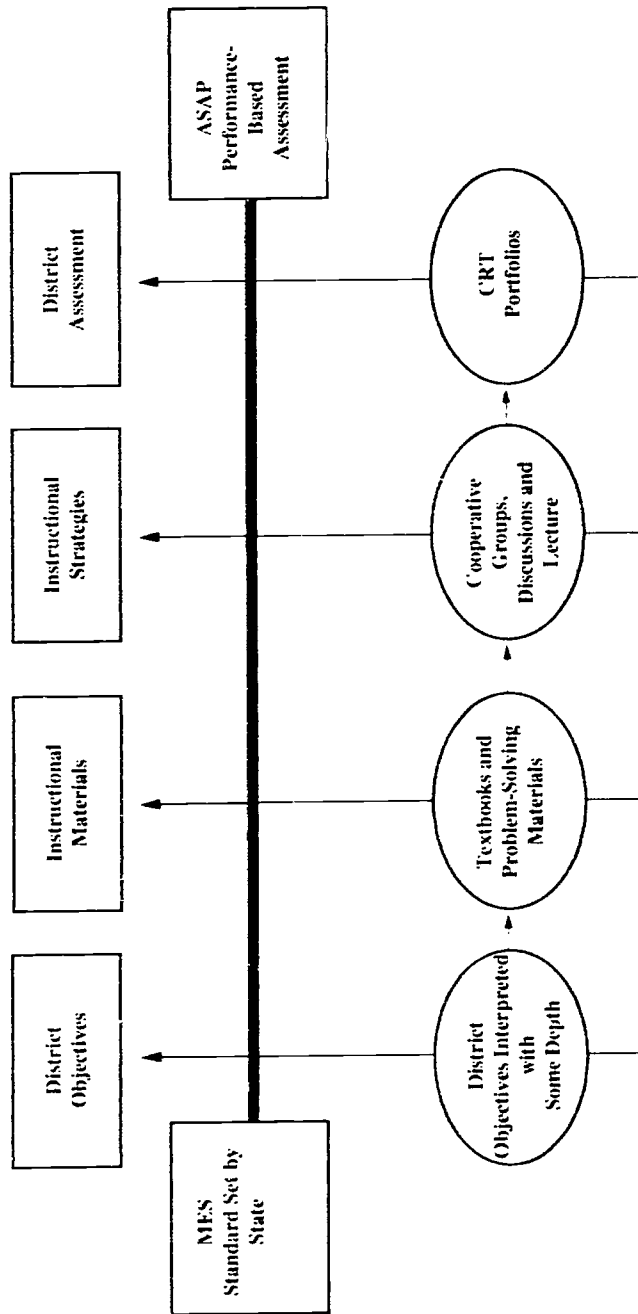 District
Objectives
Instructional
Materials
Instructional
Strategies
District
Assessment
MES
Standard Set by
State
ASAP
Performance-
Based
Assessment
District
Objectives Interpreted
with
Some Depth
Textbooks and
Problem-Solving
Materials
Cooperative
Groups,
Discussions and
Lecture
CRT
Portfolios